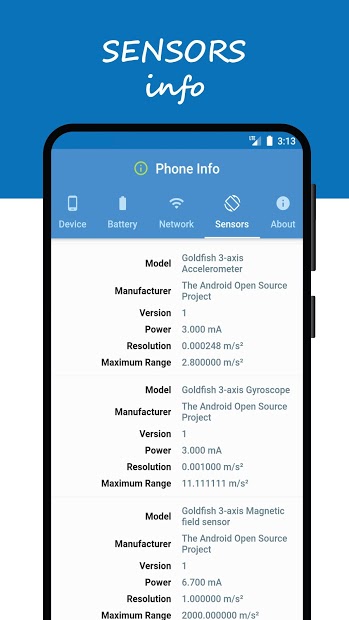 SENSORS
info
LTE 3:13
Phone Info
Device Battery Network Sensors About
Model Goldfish 3-axis
Accelerometer
Manufacturer The Android Open Source
Project
Version 1
Power 3.000 mA
Resolution 0.000248 m/s²
Maximum Range 2.800000 m/s²
Model Goldfish 3-axis Gyroscope
Manufacturer The Android Open Source
Project
Version 1
Power 3.000 mA
Resolution 0.001000 m/s²
Maximum Range 11.111111 m/s²
Model Goldfish 3-axis Magnetic
field sensor
Manufacturer The Android Open Source
Project
Version 1
Power 6.700 mA
Resolution 1.000000 m/s²
Maximum Range 2000.000000 m/s²